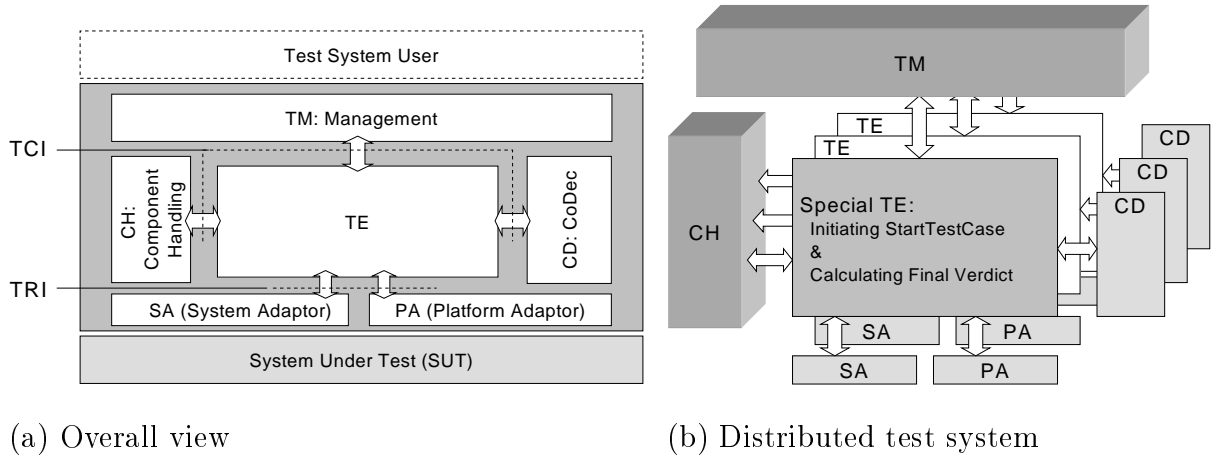 Test System User
TM: Management
TCI
CH:
Component
Handling
TE
CD: CoDec
TRI
SA (System Adaptor)
PA (Platform Adaptor)
System Under Test (SUT)
(a) Overall view
TM
TE
TE
CD
CD
CD
CH
Special TE:
Initiating StartTestCase
&
Calculating Final Verdict
SA
PA
SA
PA
(b) Distributed test system